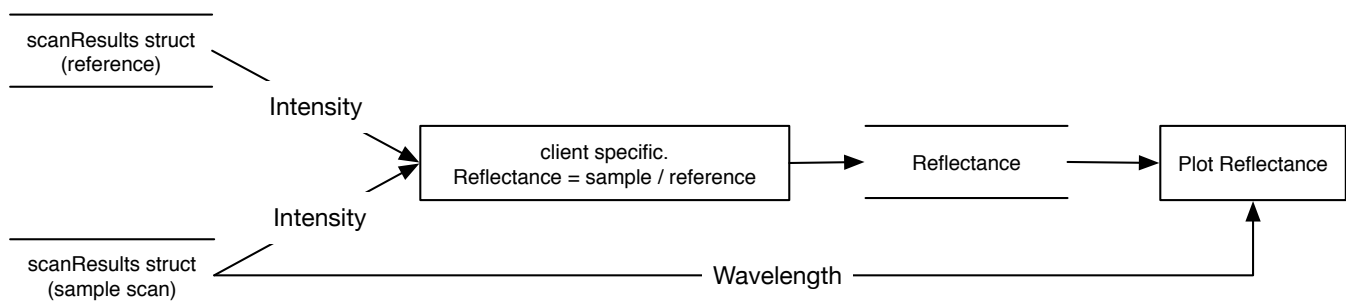 scanResults struct
(reference)
Intensity
client specific.
Reflectance = sample / reference
Reflectance
Plot Reflectance
Intensity
scanResults struct
(sample scan)
Wavelength